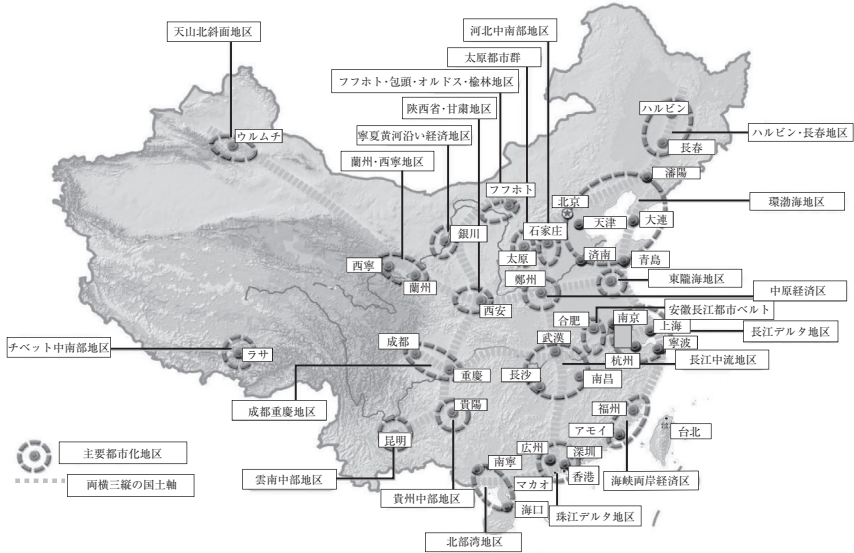 河北中南部地区
天山北斜面地区
太原都市群
フフホト・包頭・オルドス・楡林地区
陝西省・甘粛地区
寧夏黄河沿い経済地区
蘭州・西寧地区
ハルビン
ハルビン・長春地区
ウルムチ
長春
瀋陽
フフホト
北京
環渤海地区
天津
大連
銀川
石家庄
太原
済南
青島
西寧
蘭州
鄭州
東隴海地区
中原経済区
西安
安徽長江都市ベルト
合肥
南京
上海
長江デルタ地区
成都
武漢
杭州
寧波
チベット中南部地区
ラサ
長江中流地区
重慶
長沙
南昌
成都重慶地区
貴陽
福州
昆明
アモイ
台北
主要都市化地区
広州
深圳
南寧
香港
海峡両岸経済区
雲南中部地区
両横三縦の国土軸
マカオ
貴州中部地区
海口
珠江デルタ地区
北部湾地区